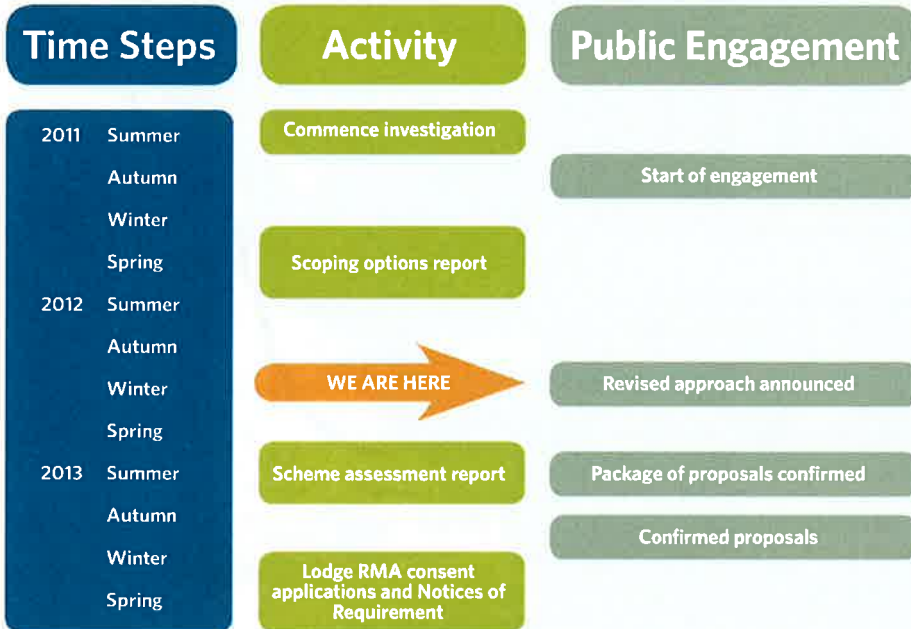 Time Steps
Activity
Public Engagement
2011 Summer
Commence investigation
Autumn
Start of engagement
Winter
Spring
Scoping options report
2012 Summer
Autumn
Winter
WE ARE HERE
Revised approach announced
Spring
2013 Summer
Scheme assessment report
Package of proposals confirmed
Autumn
Confirmed proposals
Winter
Spring
Lodge RMA consent
applications and Notices of
Requirement